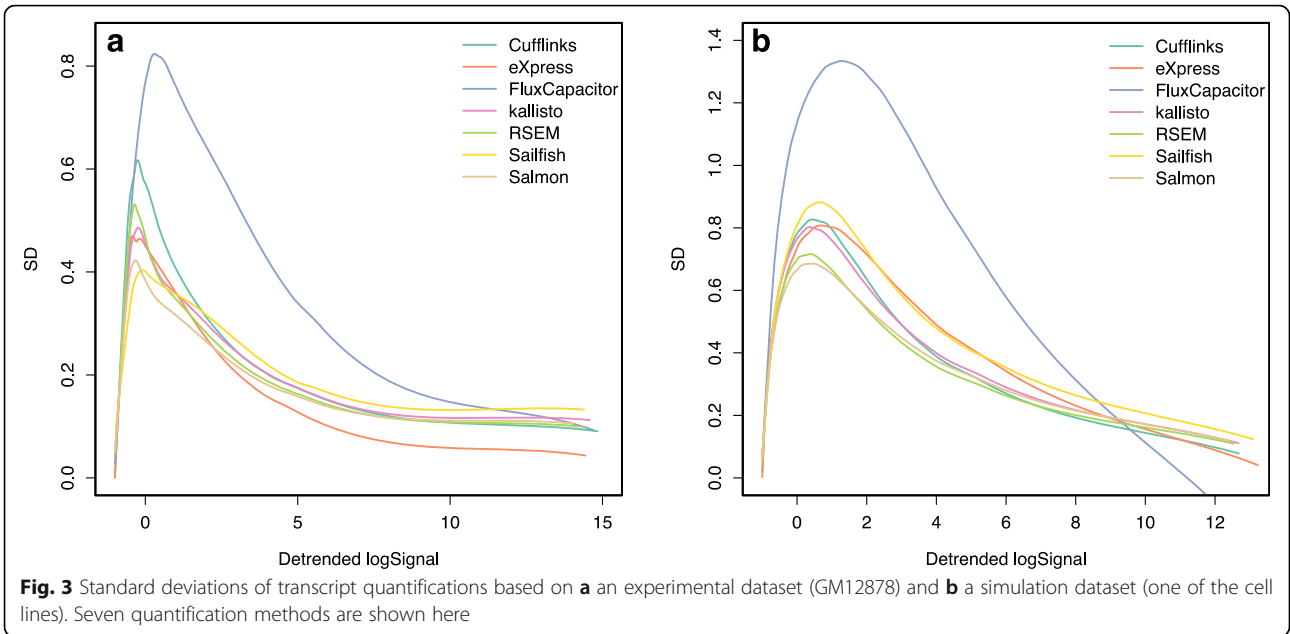 a
Cufflinks
eXpress
FluxCapacitor
kallisto
RSEM
Sailfish
Salmon
SD
0.0
0.2
0.4
0.6
0.8
0 5 10 15
Detrended logSignal
b
Cufflinks
eXpress
FluxCapacitor
kallisto
RSEM
Sailfish
Salmon
SD
0.0
0.2
0.4
0.6
0.8
1.0
1.2
1.4
0 2 4 6 8 10 12
Detrended logSignal
Fig. 3 Standard deviations of transcript quantifications based on a an experimental dataset (GM12878) and b a simulation dataset (one of the cell
lines). Seven quantification methods are shown here